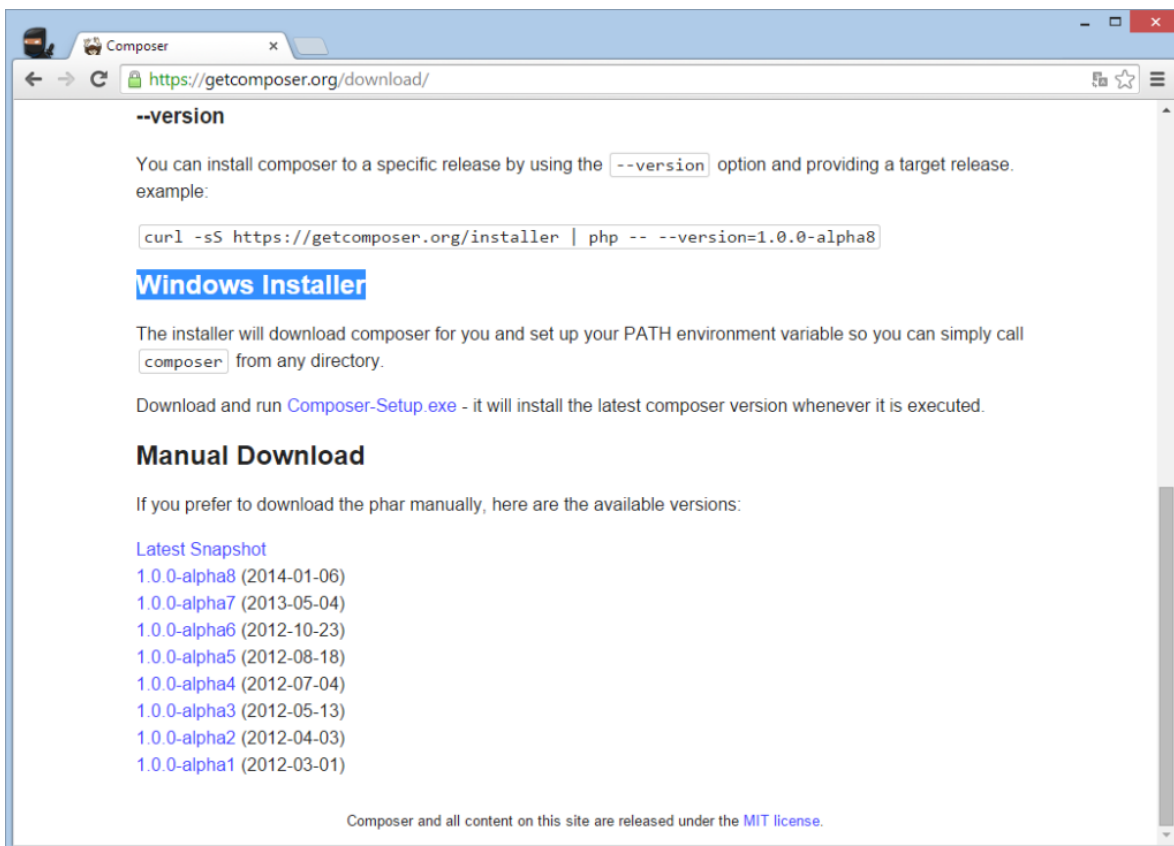 Composer
https://getcomposer.org/download/
--version
You can install composer to a specific release by using the --version option and providing a target release.
example:
curl -sS https://getcomposer.org/installer | php -- --version=1.0.0-alpha8
Windows Installer
The installer will download composer for you and set up your PATH environment variable so you can simply call
composer from any directory.
Download and run Composer-Setup.exe - it will install the latest composer version whenever it is executed.
Manual Download
If you prefer to download the phar manually, here are the available versions:
Latest Snapshot
1.0.0-alpha8 (2014-01-06)
1.0.0-alpha7 (2013-05-04)
1.0.0-alpha6 (2012-10-23)
1.0.0-alpha5 (2012-08-18)
1.0.0-alpha4 (2012-07-04)
1.0.0-alpha3 (2012-05-13)
1.0.0-alpha2 (2012-04-03)
1.0.0-alpha1 (2012-03-01)
Composer and all content on this site are released under the MIT license.